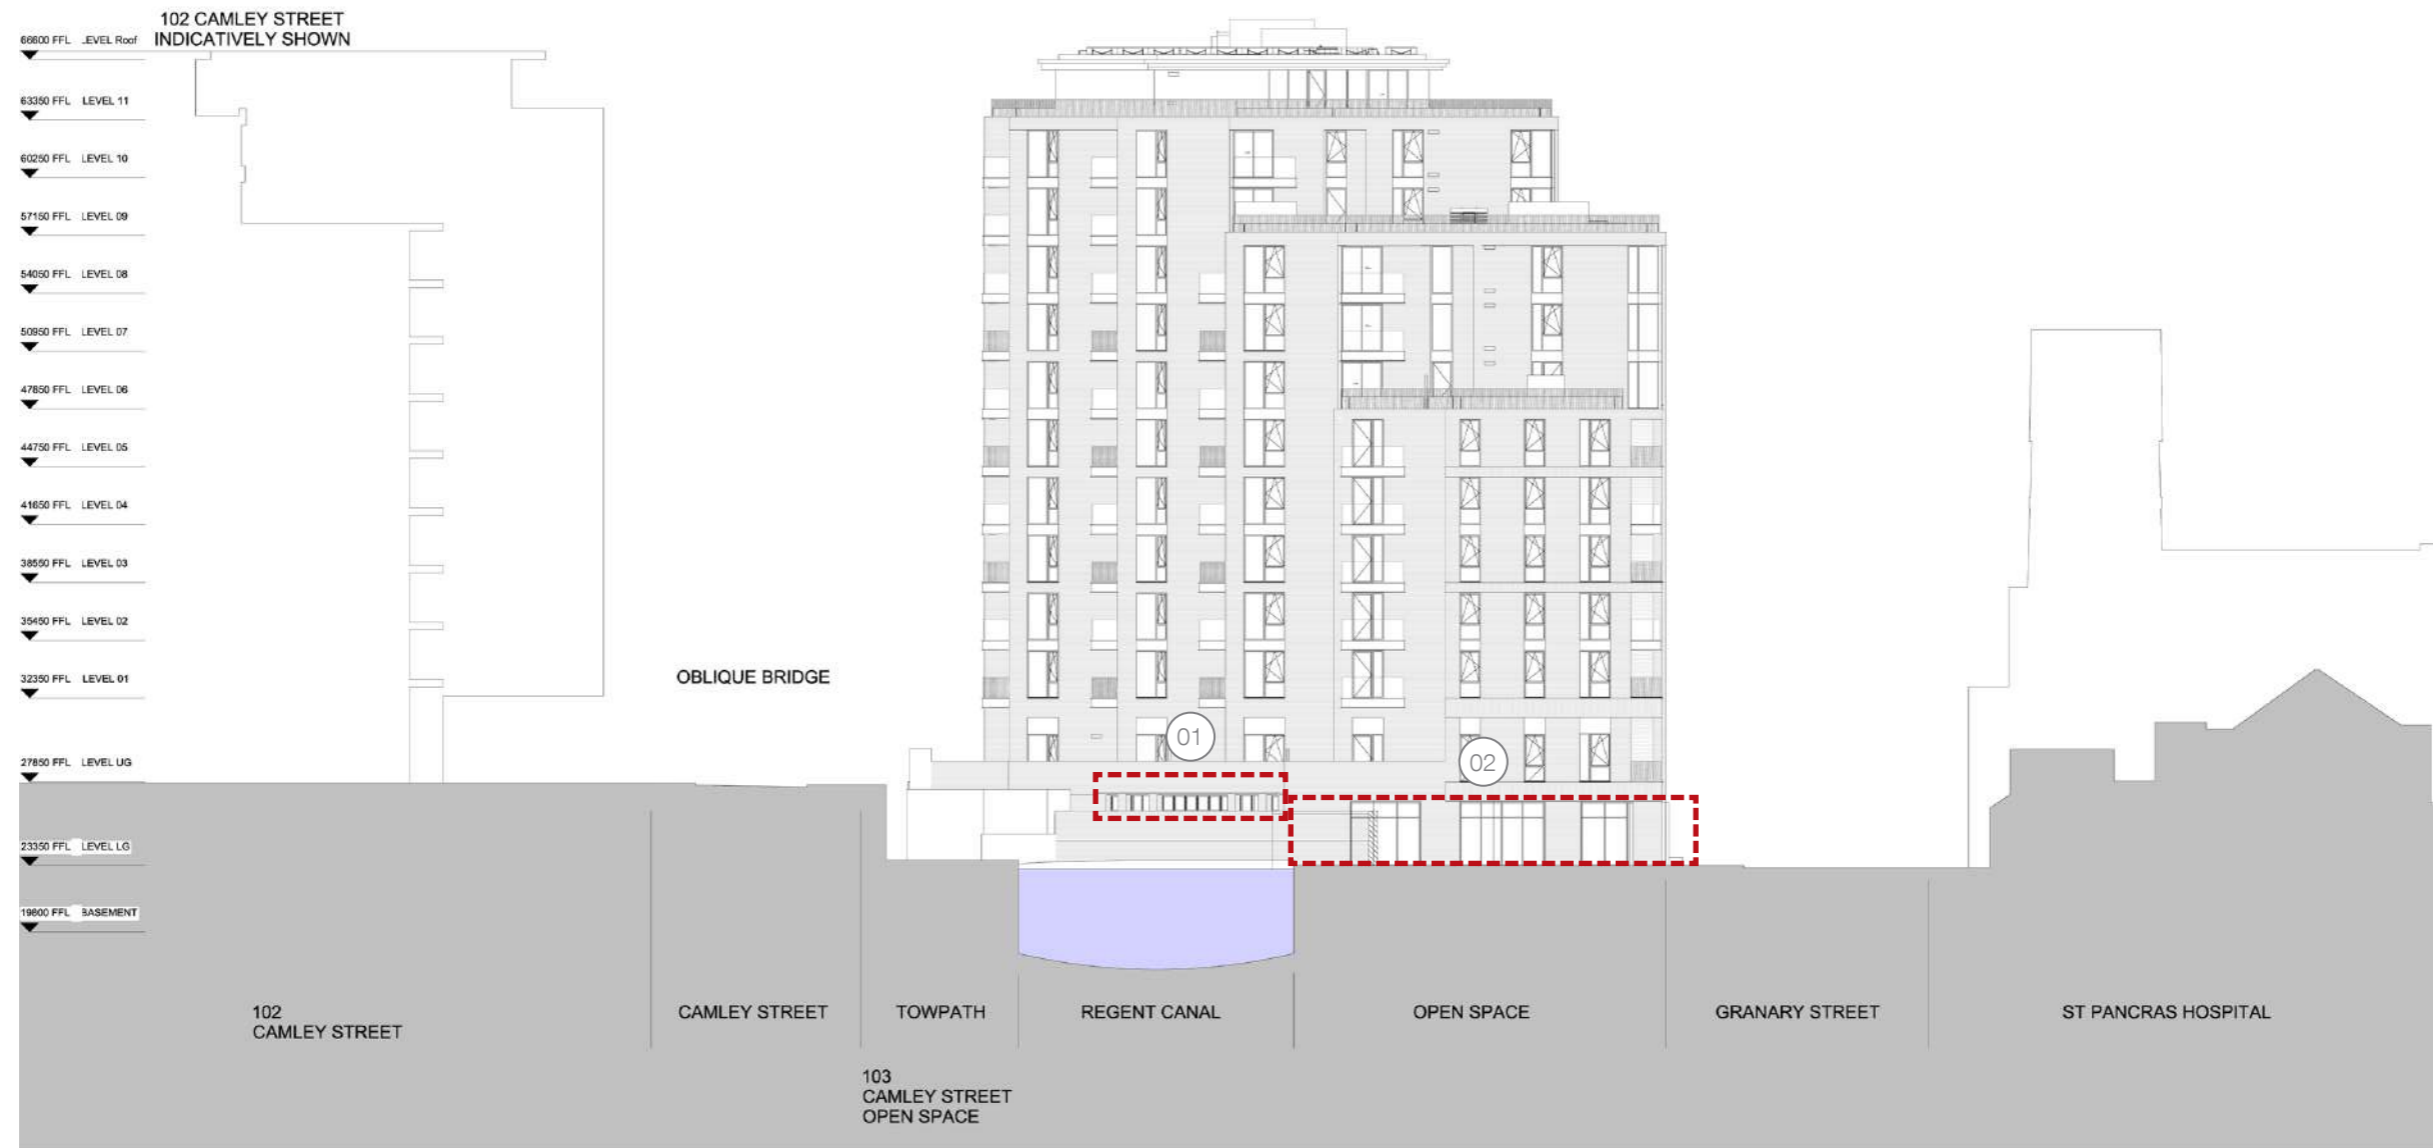 102 CAMLEY STREET
INDICATIVELY SHOWN
66600 FFL LEVEL Roof
63350 FFL LEVEL 11
60250 FFL LEVEL 10
57150 FFL LEVEL 09
54050 FFL LEVEL 08
50950 FFL LEVEL 07
47850 FFL LEVEL 06
44750 FFL LEVEL 05
41650 FFL LEVEL 04
38550 FFL LEVEL 03
35450 FFL LEVEL 02
32350 FFL LEVEL 01
27850 FFL LEVEL UG
23350 FFL LEVEL LG
19800 FFL BASEMENT
OBLIQUE BRIDGE
01
02
102
CAMLEY STREET
CAMLEY STREET
TOWPATH
REGENT CANAL
OPEN SPACE
GRANARY STREET
ST PANCRAS HOSPITAL
103
CAMLEY STREET
OPEN SPACE